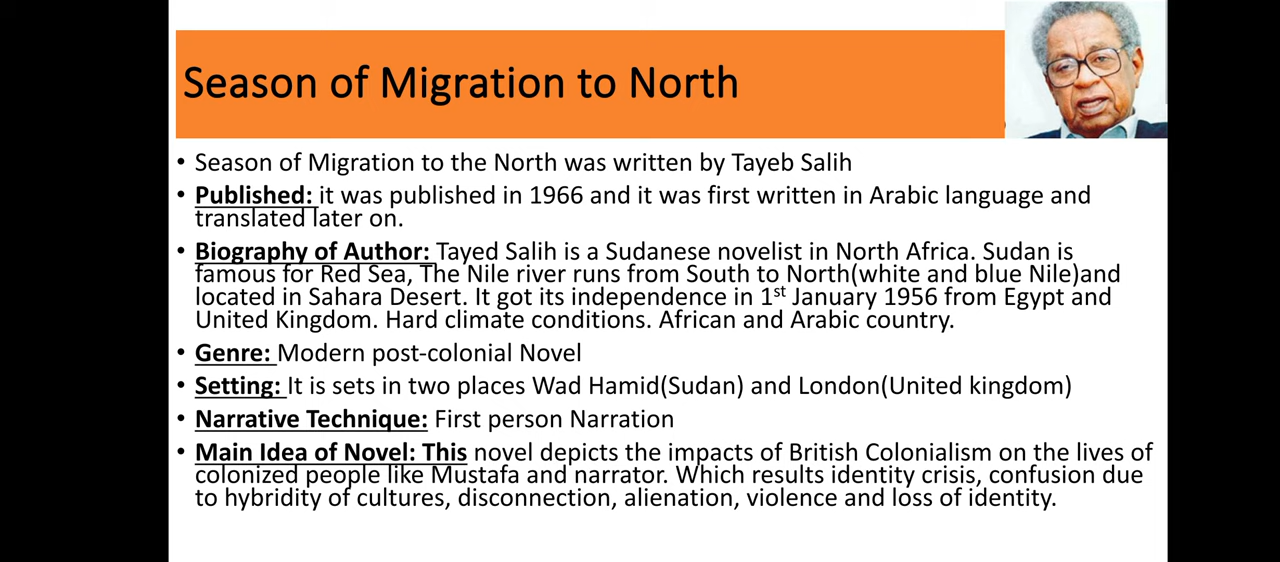 Season of Migration to North
• Season of Migration to the North was written by Tayeb Salih
• Published: it was published in 1966 and it was first written in Arabic language and
translated later on.
• Biography of Author: Tayed Salih is a Sudanese novelist in North Africa. Sudan is
famous for Red Sea, The Nile river runs from South to North(white and blue Nile)and
located in Sahara Desert. It got its independence in 1st January 1956 from Egypt and
United Kingdom. Hard climate conditions. African and Arabic country.
• Genre: Modern post-colonial Novel
• Setting: It is sets in two places Wad Hamid(Sudan) and London(United kingdom)
• Narrative Technique: First person Narration
• Main Idea of Novel: This novel depicts the impacts of British Colonialism on the lives of
colonized people like Mustafa and narrator. Which results identity crisis, confusion due
to hybridity of cultures, disconnection, alienation, violence and loss of identity.